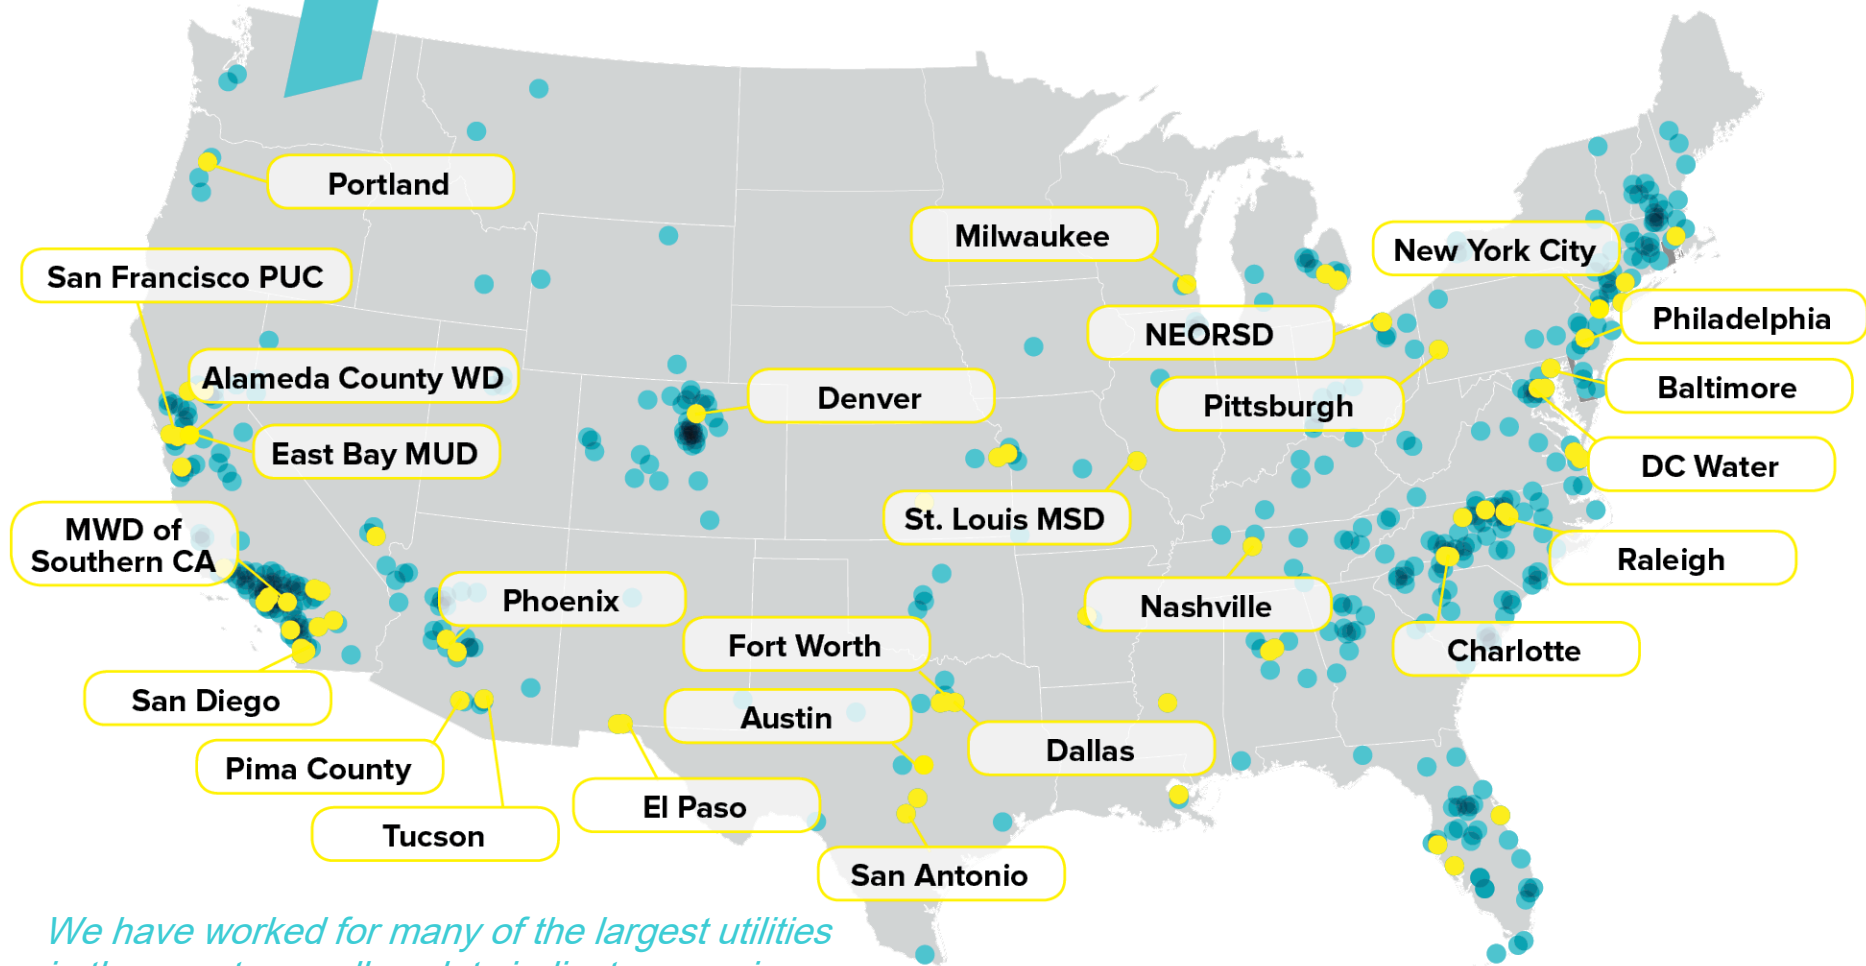 Portland
Milwaukee
New York City
San Francisco PUC
Philadelphia
NEORSD
Alameda County WD
Denver
Pittsburgh
Baltimore
East Bay MUD
DC Water
St. Louis MSD
MWD of
Southern CA
Raleigh
Phoenix
Nashville
Fort Worth
Charlotte
San Diego
Austin
Dallas
Pima County
El Paso
Tucson
San Antonio
We have worked for many of the largest utilities